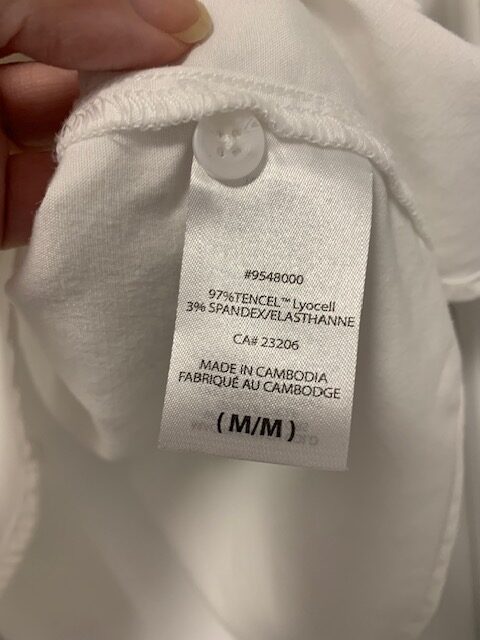 #9548000
97%TENCEL™ Lyocell
3% SPANDEX/ELASTHANNE
CA# 23206
MADE IN CAMBODIA
FABRIQUÉ AU CAMBODGE
(M/M)